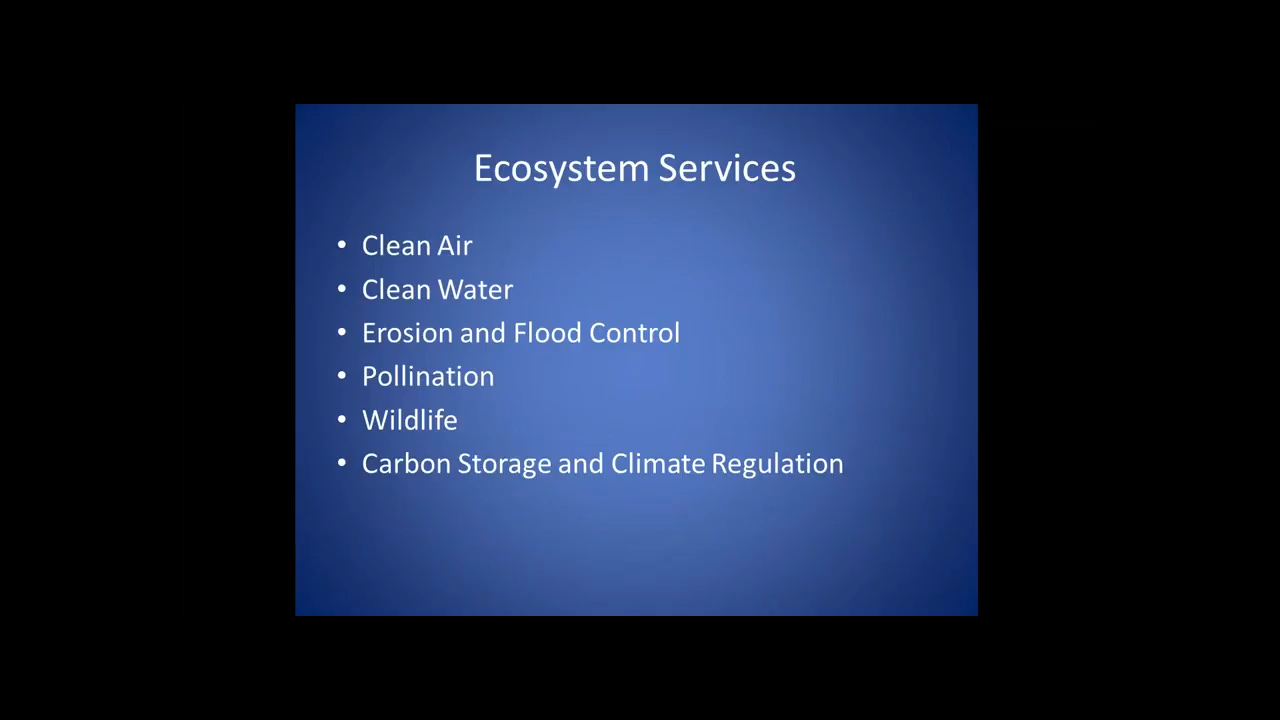 Ecosystem Services
• Clean Air
• Clean Water
• Erosion and Flood Control
• Pollination
• Wildlife
• Carbon Storage and Climate Regulation